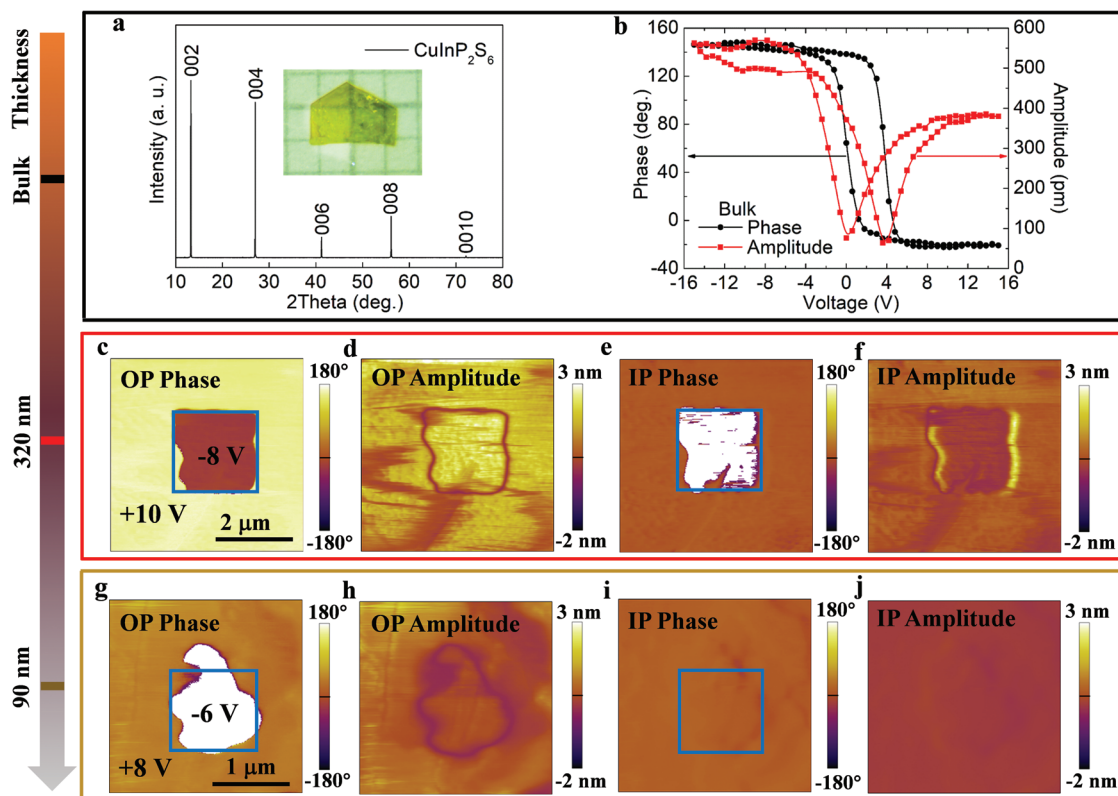 Thickness
Bulk
320 nm
90 nm
a
CuInP₂S₆
002
004
006
008
0010
Intensity (a. u.)
10 20 30 40 50 60 70 80
2Theta (deg.)
b
160
120
80
40
0
-40
Phase (deg.)
600
500
400
300
200
100
0
Amplitude (pm)
Bulk
Phase
Amplitude
-16 -12 -8 -4 0 4 8 12 16
Voltage (V)
c
OP Phase
-8 V
+10 V
2 μm
180°
-180°
d
OP Amplitude
3 nm
-2 nm
e
IP Phase
180°
-180°
f
IP Amplitude
3 nm
-2 nm
g
OP Phase
-6 V
+8 V
1 μm
180°
-180°
h
OP Amplitude
3 nm
-2 nm
i
IP Phase
180°
-180°
j
IP Amplitude
3 nm
-2 nm